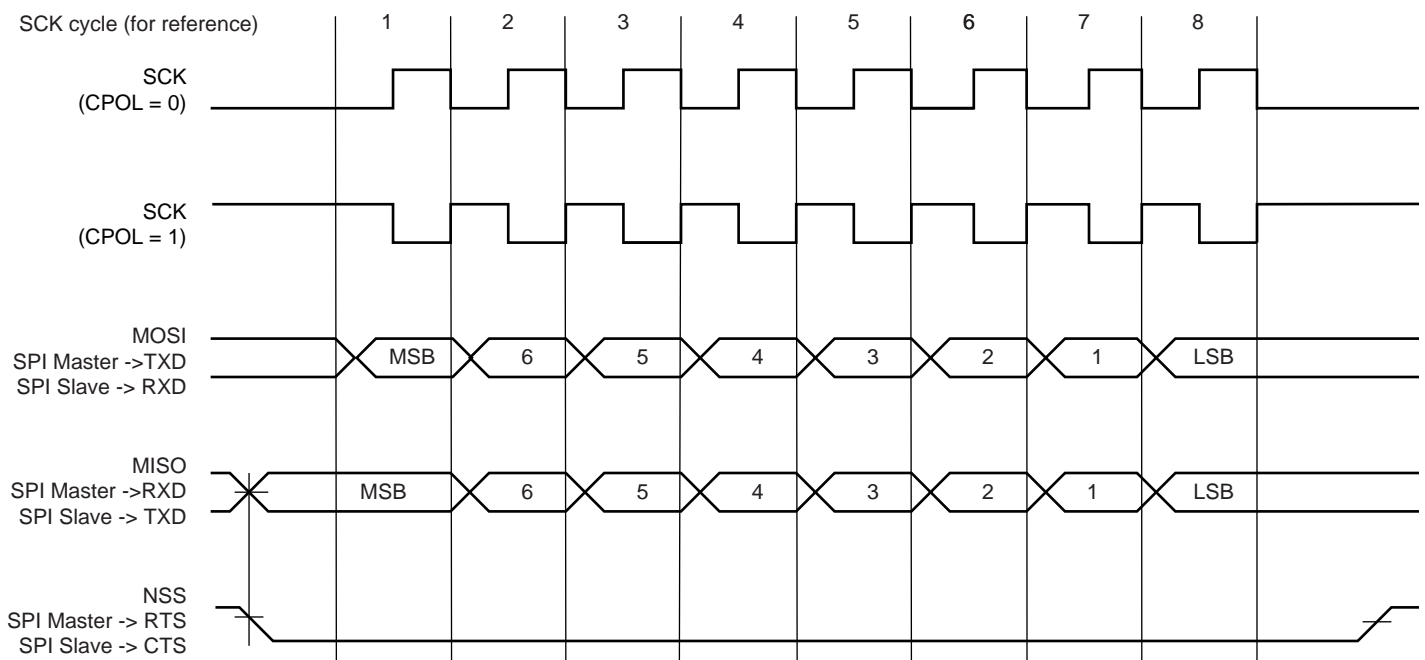 SCK cycle (for reference) 1 2 3 4 5 6 7 8
SCK
(CPOL = 0)
SCK
(CPOL = 1)
MOSI
SPI Master ->TXD
SPI Slave -> RXD
MSB 6 5 4 3 2 1 LSB
MISO
SPI Master ->RXD
SPI Slave -> TXD
MSB 6 5 4 3 2 1 LSB
NSS
SPI Master -> RTS
SPI Slave -> CTS